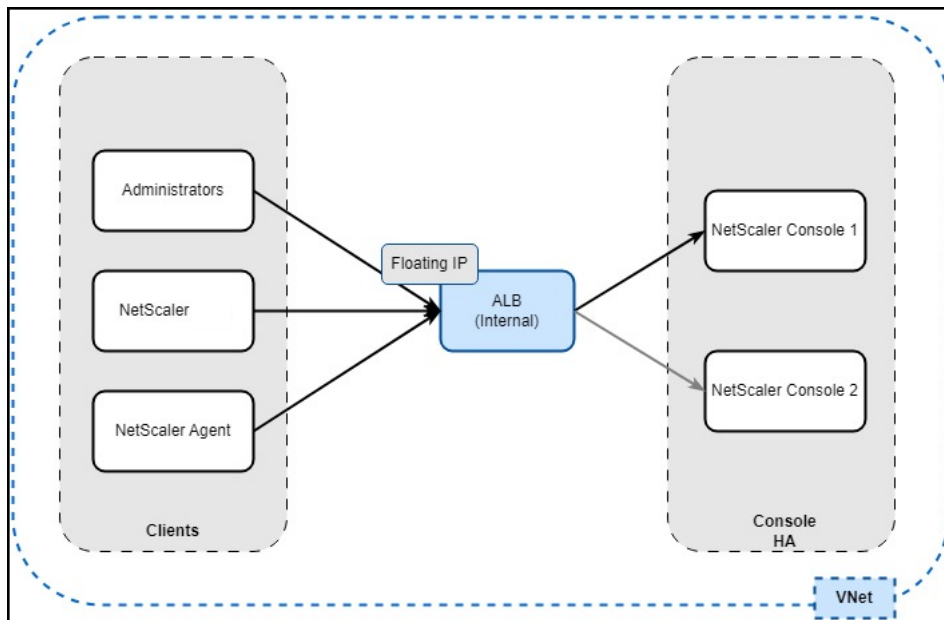 Administrators
NetScaler
NetScaler Agent
Clients
Floating IP
ALB
(Internal)
NetScaler Console 1
NetScaler Console 2
Console
HA
VNet